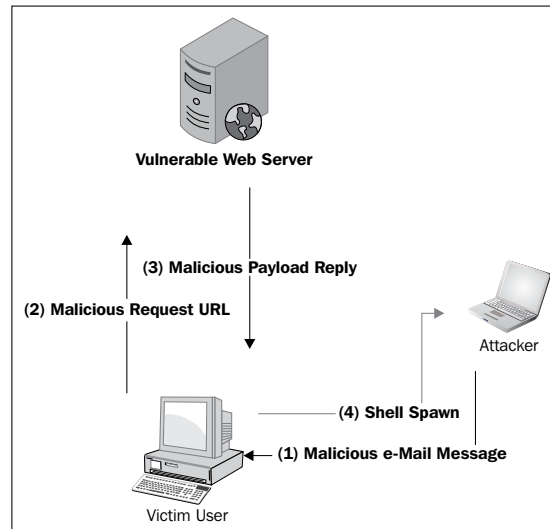 Vulnerable Web Server
(3) Malicious Payload Reply
(2) Malicious Request URL
Attacker
(4) Shell Spawn
(1) Malicious e-Mail Message
Victim User